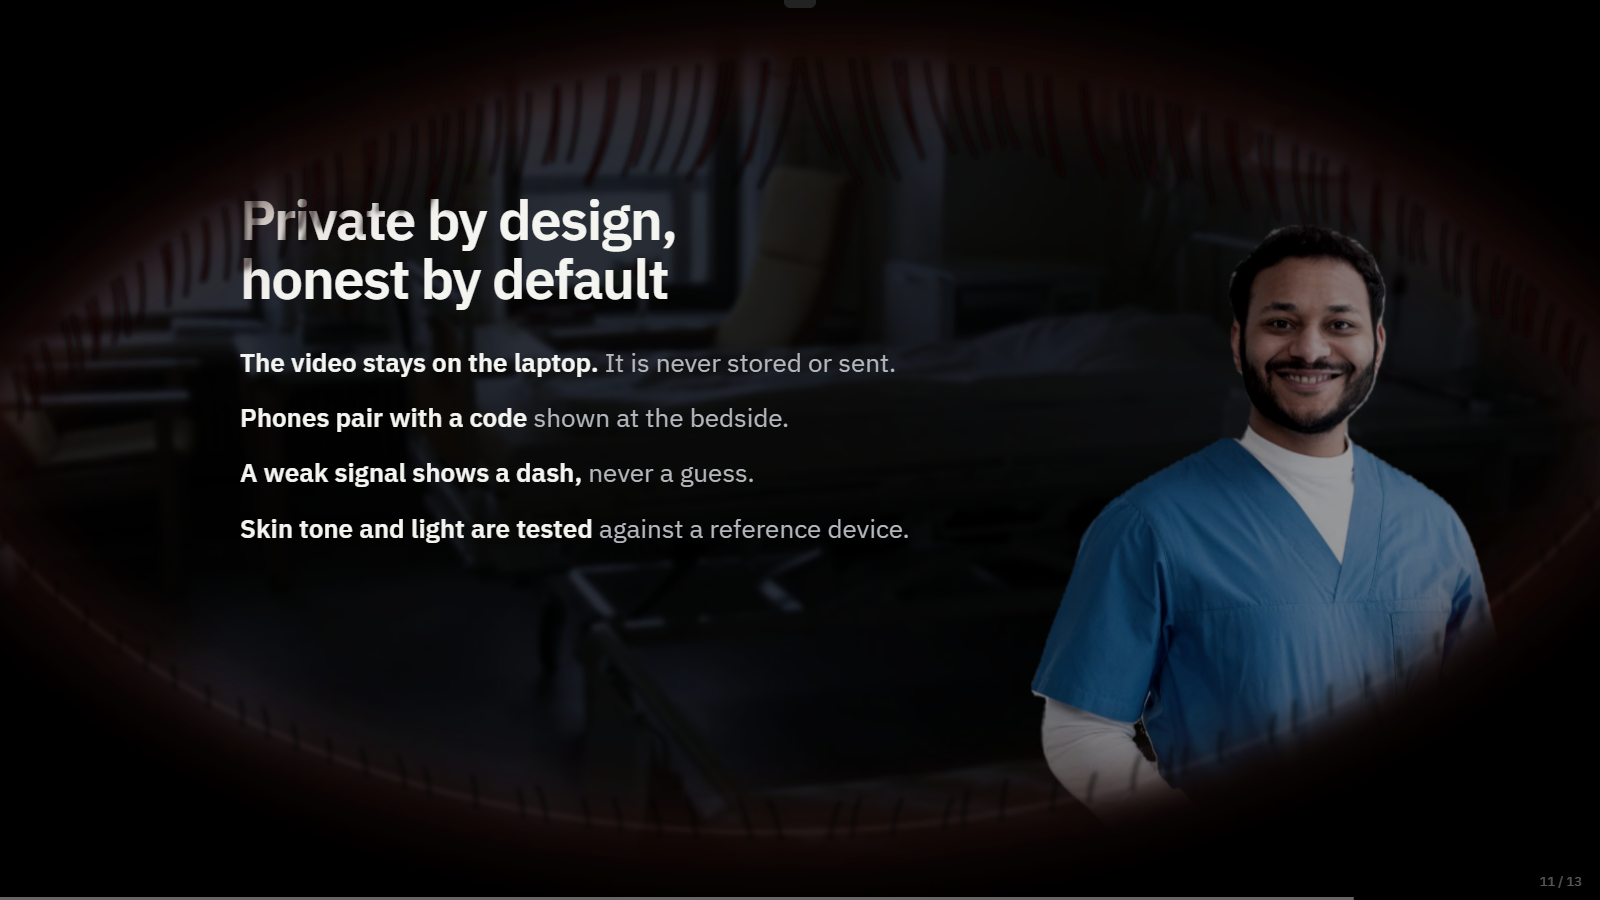 Private by design,
honest by default
The video stays on the laptop. It is never stored or sent.
Phones pair with a code shown at the bedside.
A weak signal shows a dash, never a guess.
Skin tone and light are tested against a reference device.
11 / 13